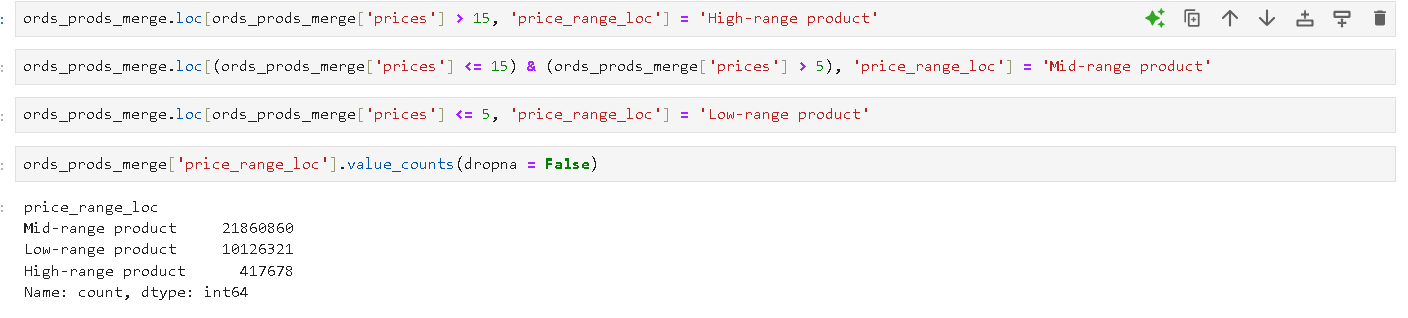 ords_prods_merge.loc[ords_prods_merge['prices'] > 15, 'price_range_loc'] = 'High-range product'
ords_prods_merge.loc[(ords_prods_merge['prices'] <= 15) & (ords_prods_merge['prices'] > 5), 'price_range_loc'] = 'Mid-range product'
ords_prods_merge.loc[ords_prods_merge['prices'] <= 5, 'price_range_loc'] = 'Low-range product'
ords_prods_merge['price_range_loc'].value_counts(dropna = False)
price_range_loc
Mid-range product     21860860
Low-range product     10126321
High-range product      417678
Name: count, dtype: int64